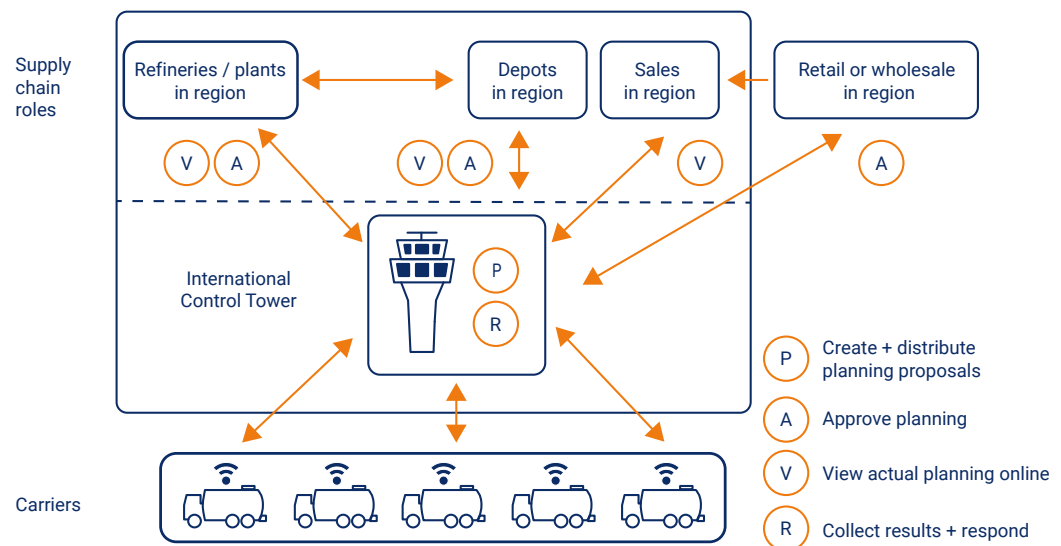 Supply
chain
roles
Refineries / plants
in region
Depots
in region
Sales
in region
Retail or wholesale
in region
V
A
V
A
V
A
International
Control Tower
P
R
P
Create + distribute
planning proposals
A
Approve planning
V
View actual planning online
R
Collect results + respond
Carriers